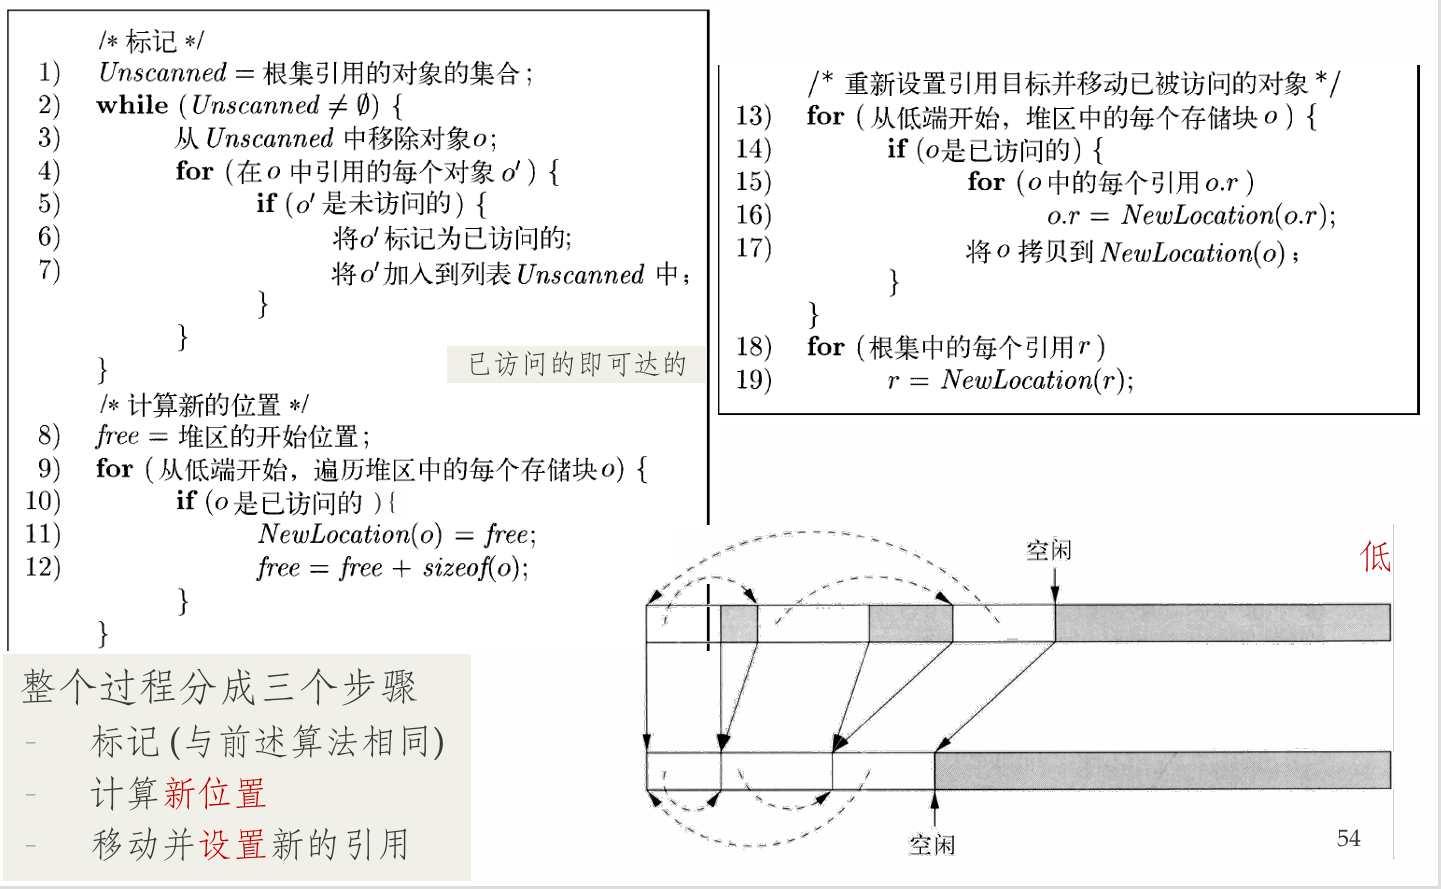 /* 标记 */
1) Unscanned = 根集引用的对象的集合;
2) while (Unscanned ≠ ∅) {
3) 从 Unscanned 中移除对象o;
4) for (在 o 中引用的每个对象 o′) {
5) if (o′ 是未访问的) {
6) 将o′ 标记为已访问的;
7) 将o′ 加入到列表 Unscanned 中;
}
}
}
已访问的即可达的
/* 计算新的位置 */
8) free = 堆区的开始位置;
9) for (从低端开始, 遍历堆区中的每个存储块o) {
10) if (o是已访问的 ){
11) NewLocation(o) = free;
12) free = free + sizeof(o);
}
}
/* 重新设置引用目标并移动已被访问的对象 */
13) for (从低端开始, 堆区中的每个存储块 o) {
14) if (o是已访问的) {
15) for (o 中的每个引用 o.r)
16) o.r = NewLocation(o.r);
17) 将 o 拷贝到 NewLocation(o);
}
}
18) for (根集中的每个引用 r)
19) r = NewLocation(r);
整个过程分成三个步骤
- 标记 (与前述算法相同)
- 计算新位置
- 移动并设置新的引用
空闲
低
空闲
54